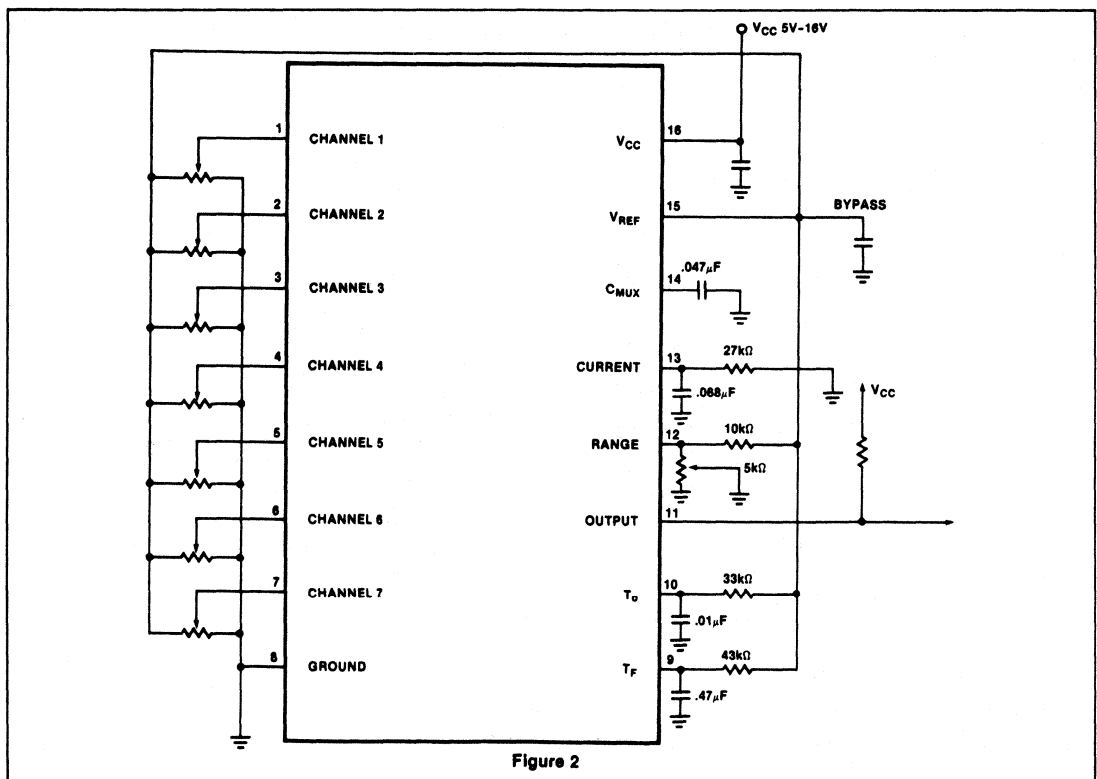 V_CC 5V-16V
1 CHANNEL 1
2 CHANNEL 2
3 CHANNEL 3
4 CHANNEL 4
5 CHANNEL 5
6 CHANNEL 6
7 CHANNEL 7
8 GROUND
V_CC 16
V_REF 15 BYPASS
C_MUX 14 .047μF
CURRENT 13 27kΩ
.068μF
V_CC
RANGE 12 10kΩ
5kΩ
OUTPUT 11
T_o 10 33kΩ
.01μF
T_F 9 43kΩ
.47μF
Figure 2